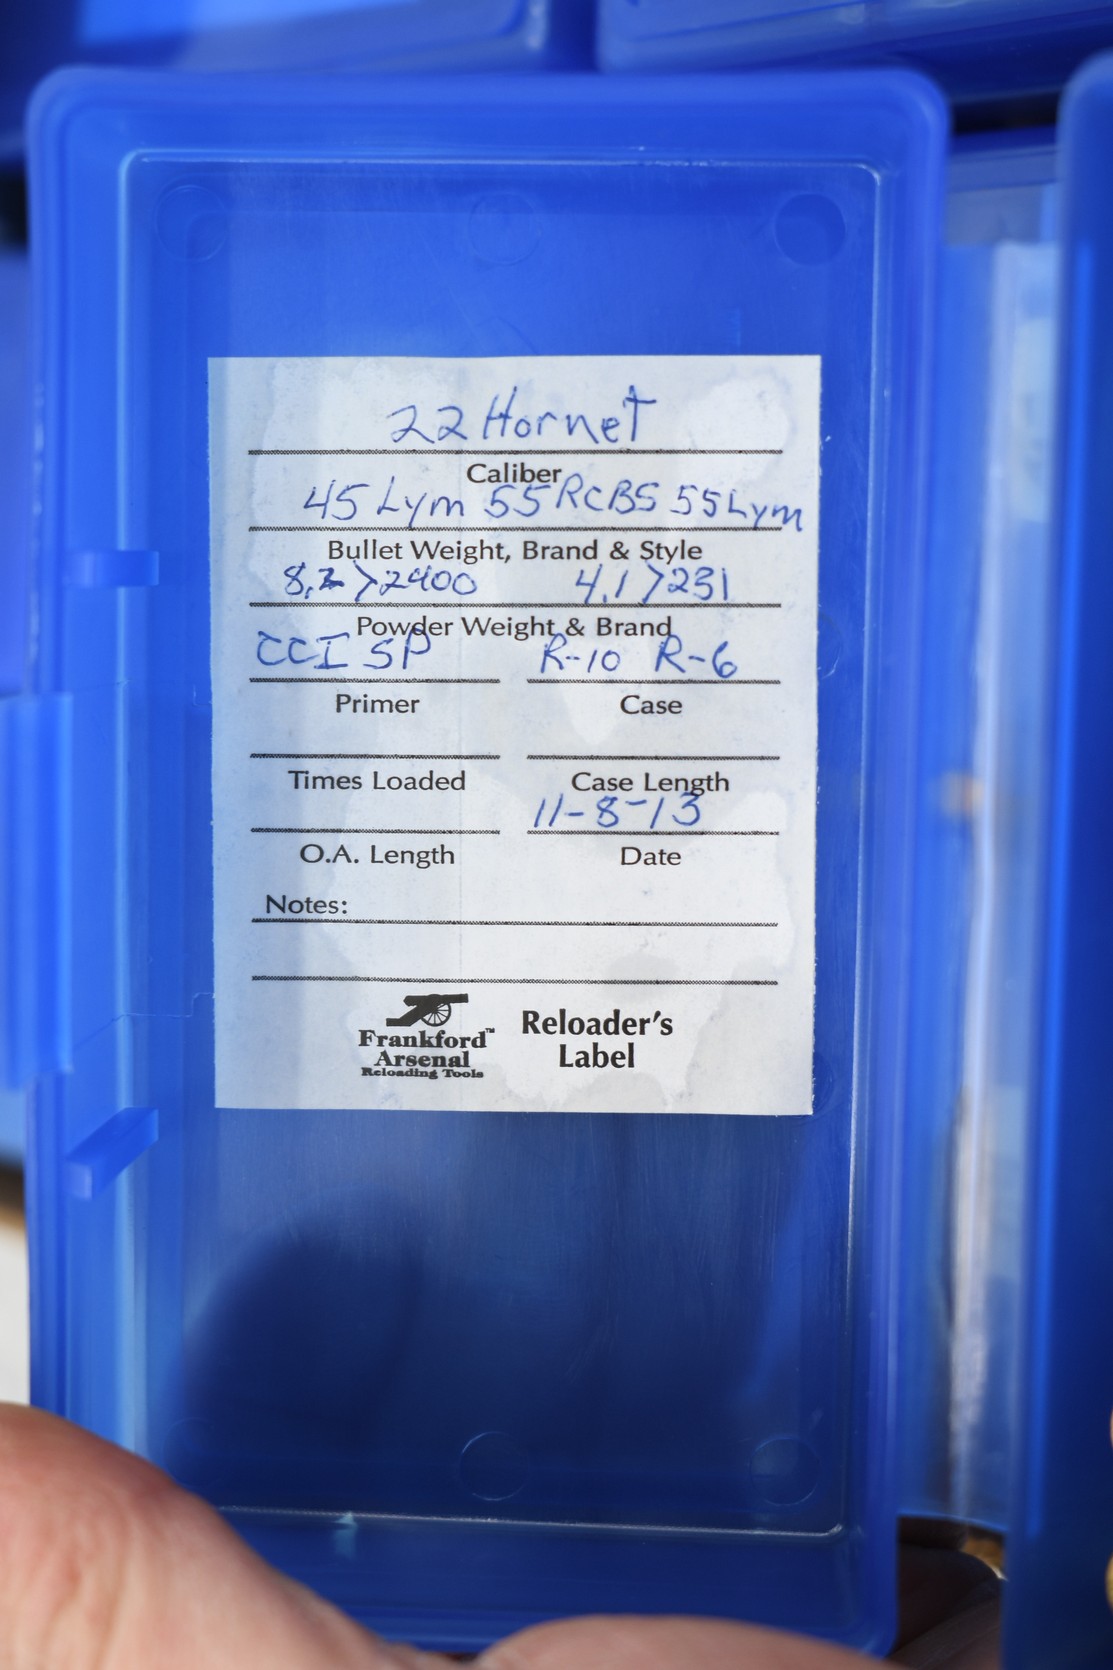 22 Hornet
Caliber
45 Lym 55 RCBS 55 Lym
Bullet Weight, Brand & Style
8.2 >2400 4.1 >231
Powder Weight & Brand
CCI SP R-10 R-6
Primer Case
Times Loaded Case Length
11-8-13
O.A. Length Date
Notes:
Frankford™ Reloader's
Arsenal Label
Reloading Tools